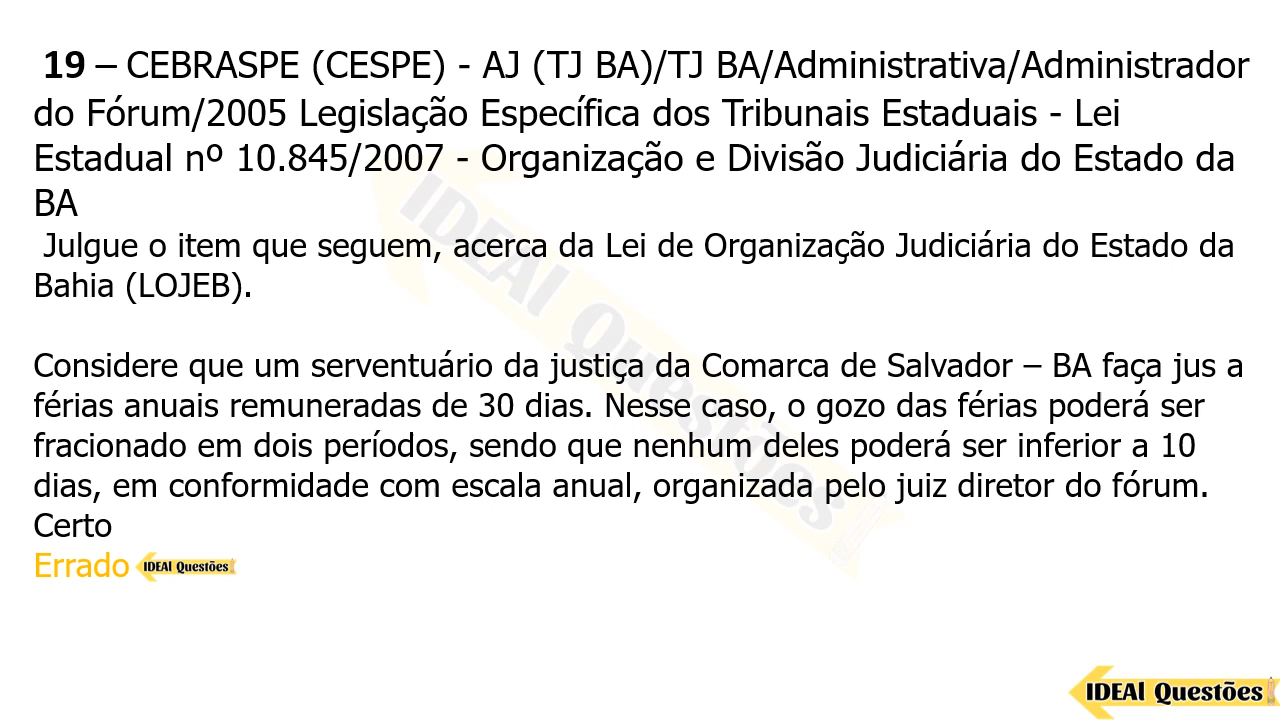 19 – CEBRASPE (CESPE) - AJ (TJ BA)/TJ BA/Administrativa/Administrador
do Fórum/2005 Legislação Específica dos Tribunais Estaduais - Lei
Estadual nº 10.845/2007 - Organização e Divisão Judiciária do Estado da
BA
Julgue o item que seguem, acerca da Lei de Organização Judiciária do Estado da
Bahia (LOJEB).
Considere que um serventuário da justiça da Comarca de Salvador – BA faça jus a
férias anuais remuneradas de 30 dias. Nesse caso, o gozo das férias poderá ser
fracionado em dois períodos, sendo que nenhum deles poderá ser inferior a 10
dias, em conformidade com escala anual, organizada pelo juiz diretor do fórum.
Certo
Errado IDEAl Questões
IDEAl Questões
IDEAl Questões